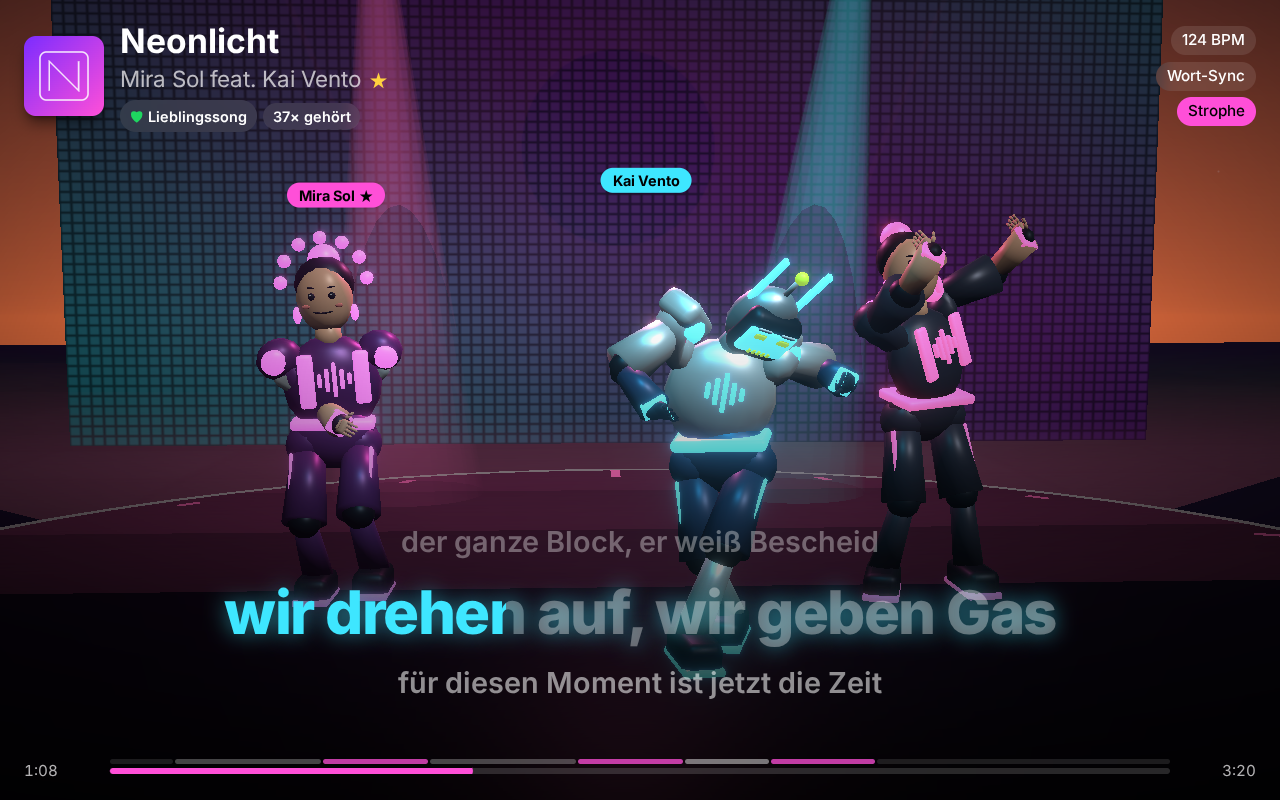 Neonlicht
Mira Sol feat. Kai Vento ★
Lieblingssong
37× gehört
124 BPM
Wort-Sync
Strophe
Kai Vento
Mira Sol ★
der ganze Block, er weiß Bescheid
wir drehen auf, wir geben Gas
für diesen Moment ist jetzt die Zeit
1:08
3:20